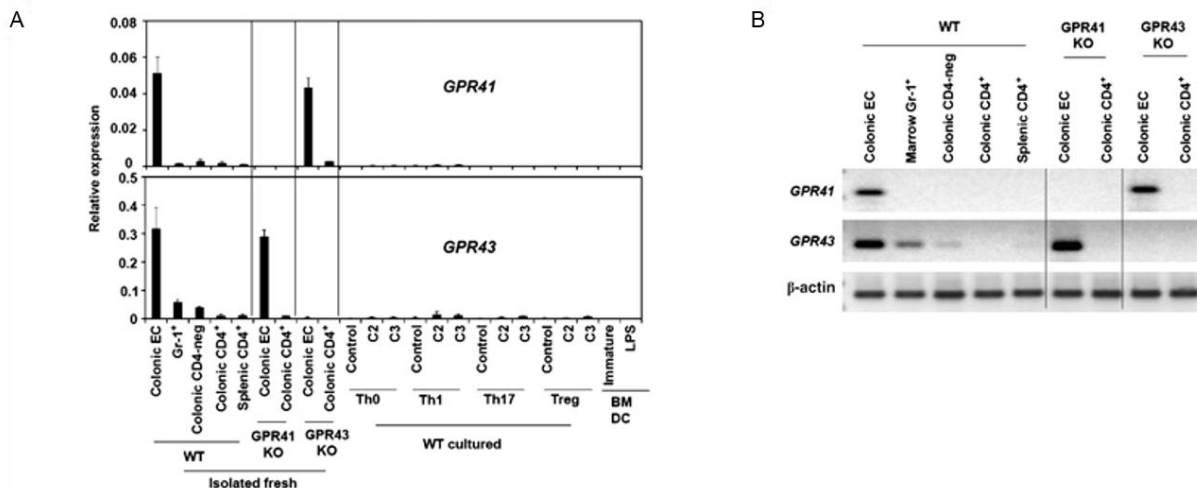 A
Relative expression
0.08
0.06
0.04
0.02
0
GPR41
0.5
0.4
0.3
0.2
0.1
0
GPR43
Colonic EC
Gr-1⁺
Colonic CD4-neg
Colonic CD4⁺
Splenic CD4⁺
Colonic EC
Colonic CD4⁺
Colonic EC
Colonic CD4⁺
Control
C2
C3
Control
C2
C3
Control
C2
C3
Control
C2
C3
Immature
LPS
Th0
Th1
Th17
Treg
BM
DC
WT
GPR41
KO
GPR43
KO
WT cultured
Isolated fresh
B
WT
GPR41
KO
GPR43
KO
Colonic EC
Marrow Gr-1⁺
Colonic CD4-neg
Colonic CD4⁺
Splenic CD4⁺
Colonic EC
Colonic CD4⁺
Colonic EC
Colonic CD4⁺
GPR41
GPR43
β-actin